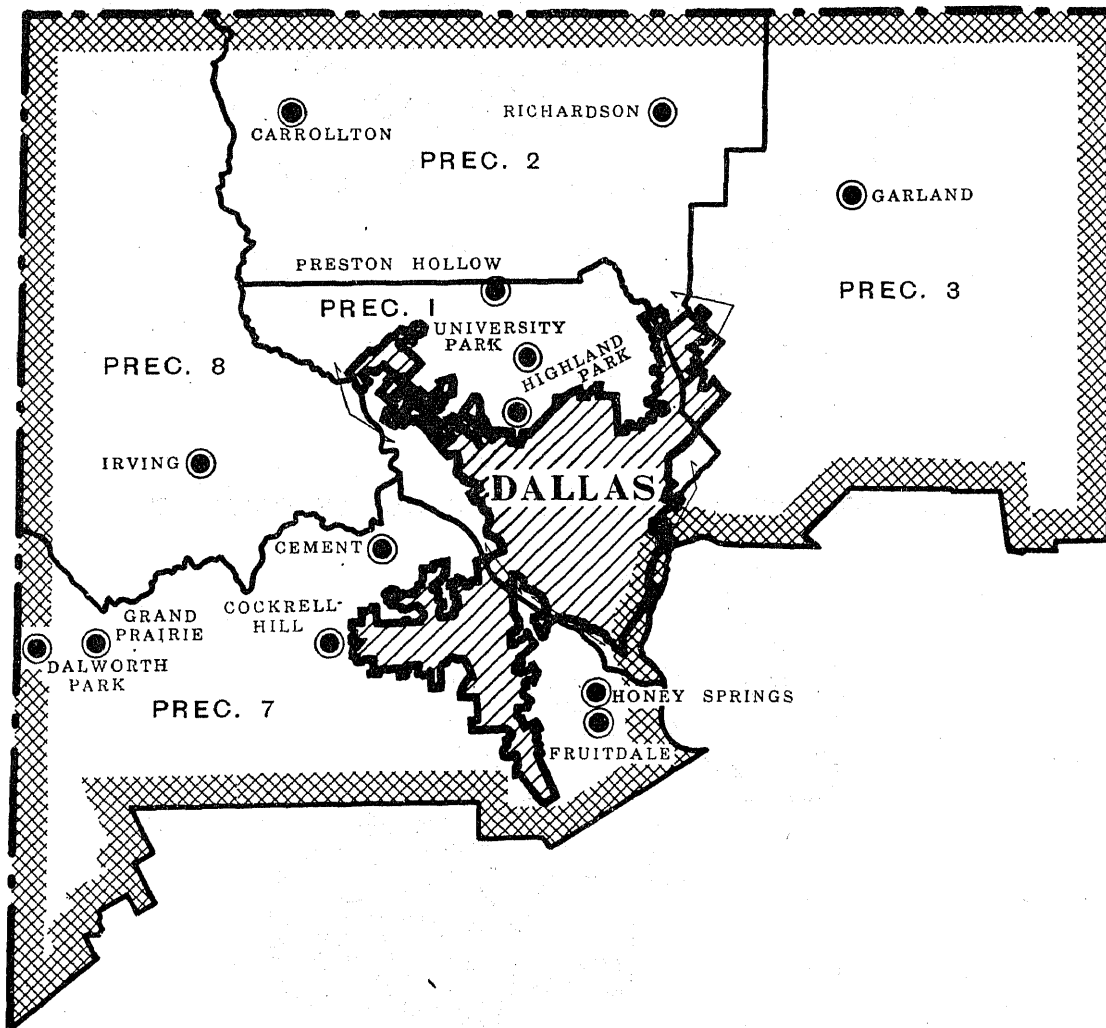 CARROLLTON
RICHARDSON
PREC. 2
GARLAND
PRESTON HOLLOW
PREC. 1
PREC. 3
UNIVERSITY
PARK
HIGHLAND
PARK
PREC. 8
IRVING
DALLAS
CEMENT
COCKRELL-
HILL
GRAND
PRAIRIE
DALWORTH
PARK
PREC. 7
HONEY SPRINGS
FRUITDALE